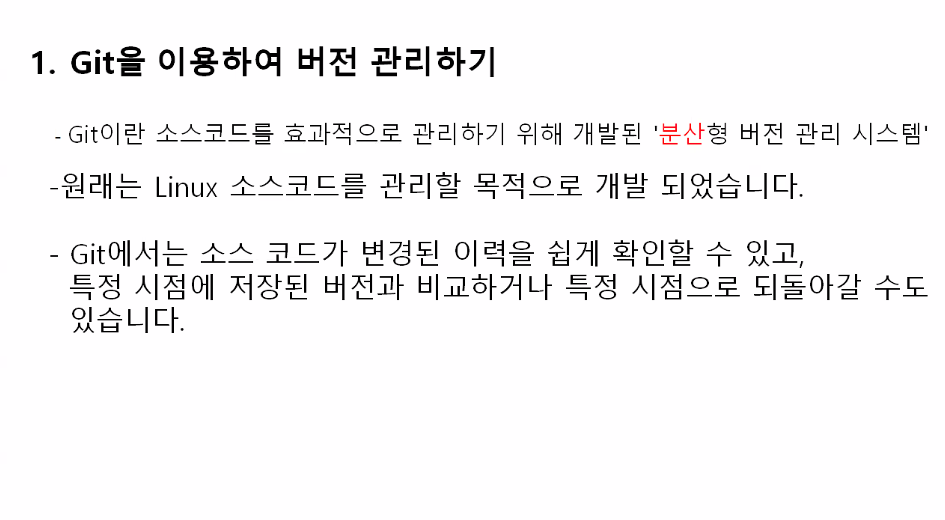 1. Git을 이용하여 버전 관리하기
- Git이란 소스코드를 효과적으로 관리하기 위해 개발된 '분산형 버전 관리 시스템'
-원래는 Linux 소스코드를 관리할 목적으로 개발 되었습니다.
- Git에서는 소스 코드가 변경된 이력을 쉽게 확인할 수 있고,
특정 시점에 저장된 버전과 비교하거나 특정 시점으로 되돌아갈 수도
있습니다.